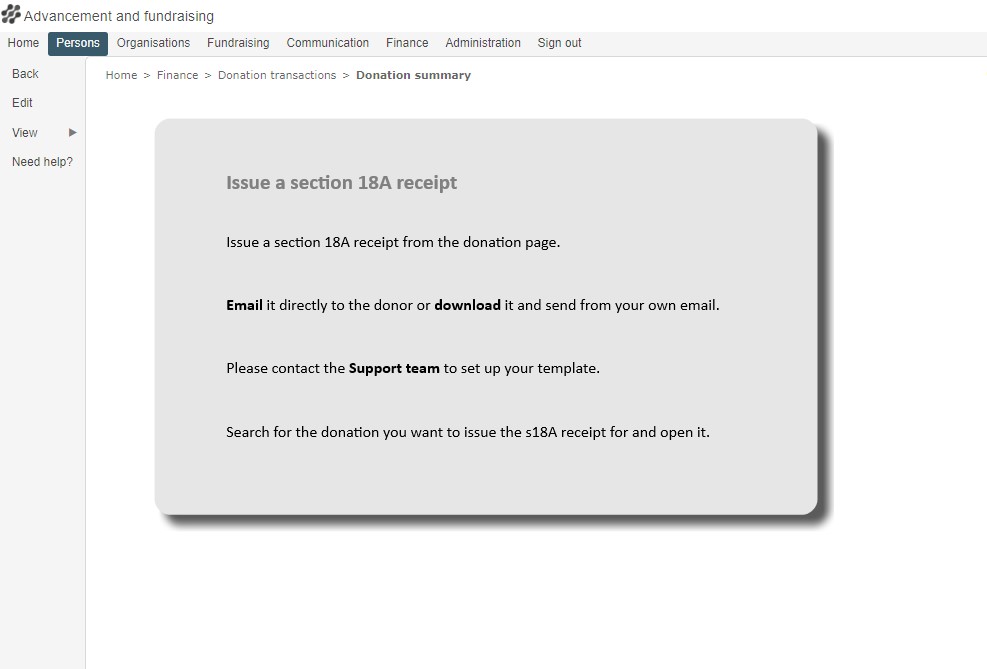 Advancement and fundraising
Home Persons Organisations Fundraising Communication Finance Administration Sign out
Back
Edit
View
Need help?
Home > Finance > Donation transactions > Donation summary
Issue a section 18A receipt
Issue a section 18A receipt from the donation page.
Email it directly to the donor or download it and send from your own email.
Please contact the Support team to set up your template.
Search for the donation you want to issue the s18A receipt for and open it.